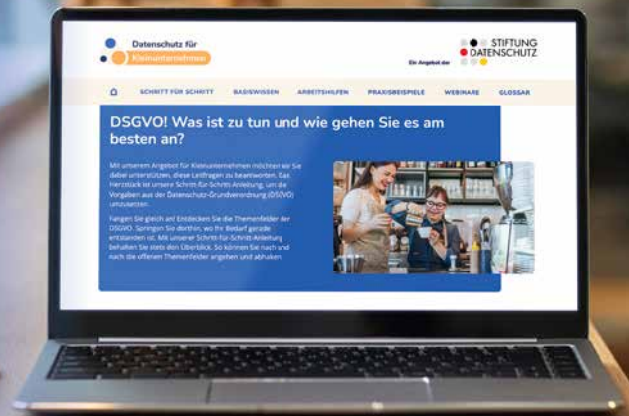 Datenschutz für
Kleinunternehmen
Ein Angebot der
STIFTUNG
DATENSCHUTZ
SCHRITT FÜR SCHRITT BASISWISSEN ARBEITSHILFEN PRAXISBEISPIELE WEBINARE GLOSSAR
DSGVO! Was ist zu tun und wie gehen Sie es am
besten an?
Mit unserem Angebot für Kleinunternehmen möchten wir Sie
dabei unterstützen, diese Leitfragen zu beantworten. Das
Herzstück ist unsere Schritt-für-Schritt-Anleitung, um die
Vorgaben aus der Datenschutz-Grundverordnung (DSGVO)
umzusetzen.
Fangen Sie gleich an! Entdecken Sie die Themenfelder der
DSGVO. Springen Sie dorthin, wo Ihr Bedarf gerade
entstanden ist. Mit unserer Schritt-für-Schritt-Anleitung
behalten Sie stets den Überblick. So können Sie nach und
nach die offenen Themenfelder angehen und abhaken